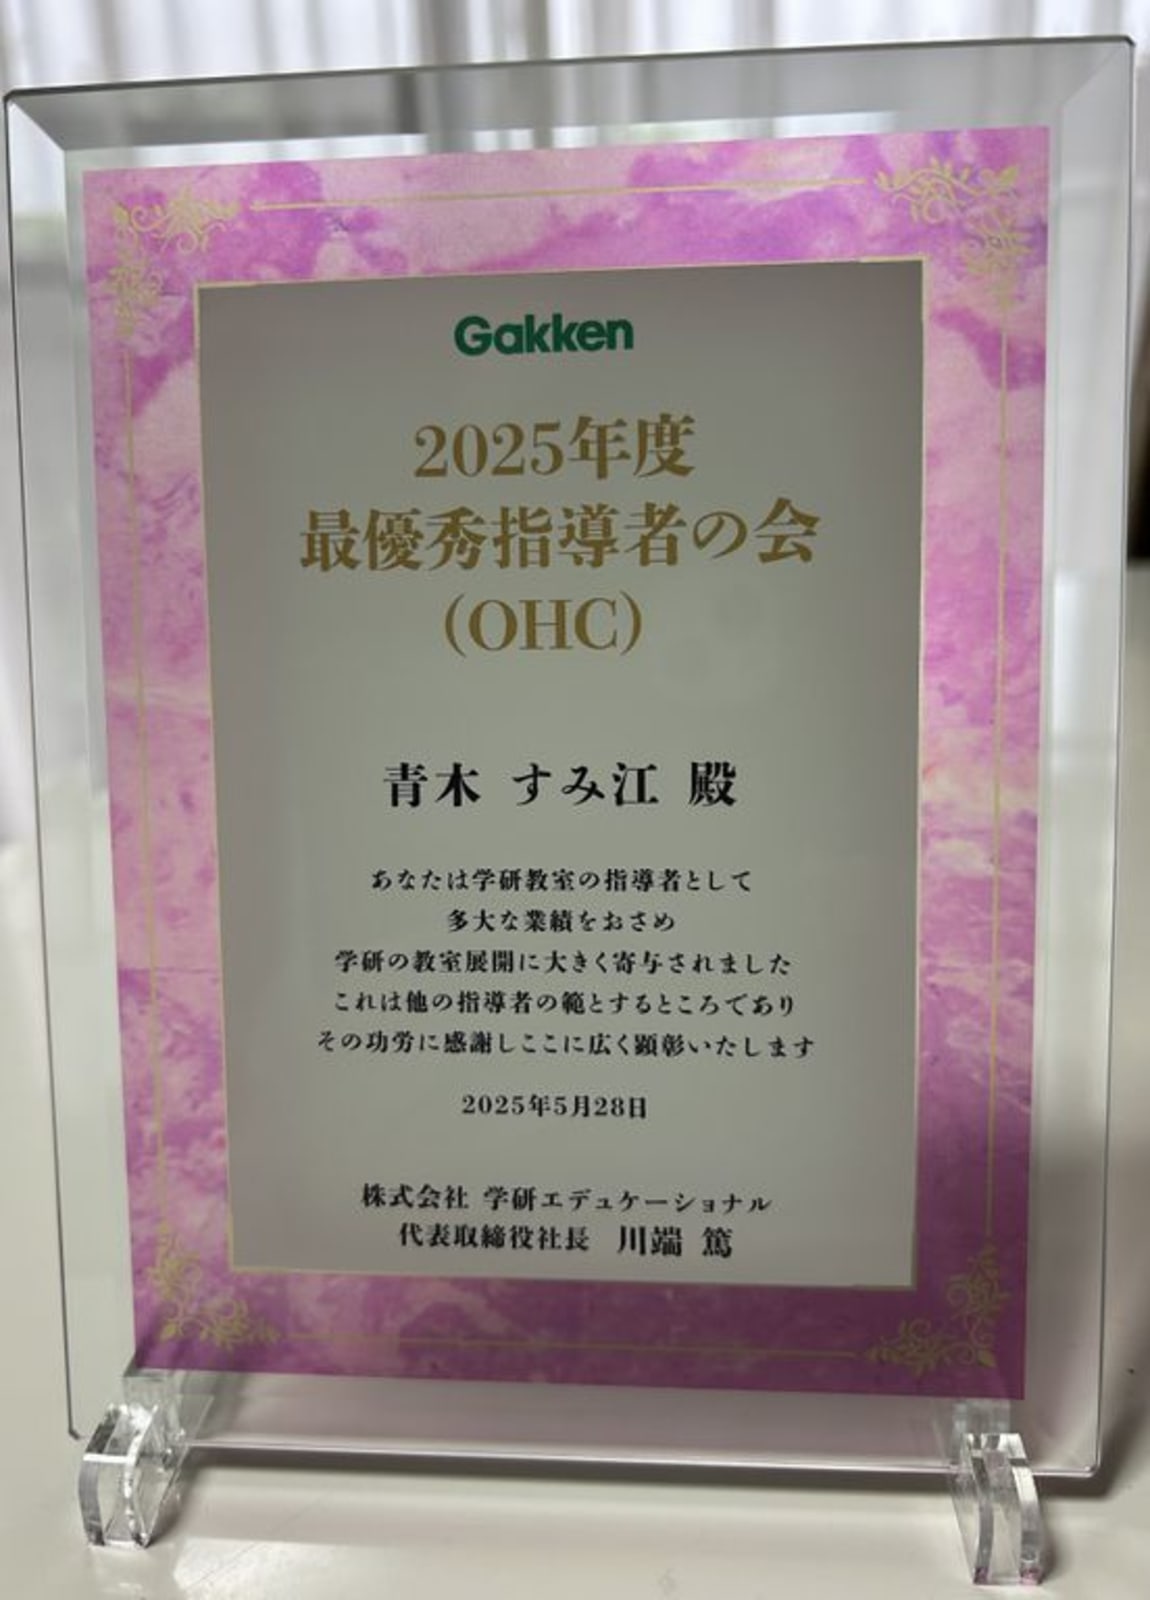 Gakken
2025年度
最優秀指導者の会
(OHC)
青木 すみ江 殿
あなたは学研教室の指導者として
多大な業績をおさめ
学研の教室展開に大きく寄与されました
これは他の指導者の範とするところであり
その功労に感謝しここに広く顕彰いたします
2025年5月28日
株式会社 学研エデュケーショナル
代表取締役社長 川端 篤